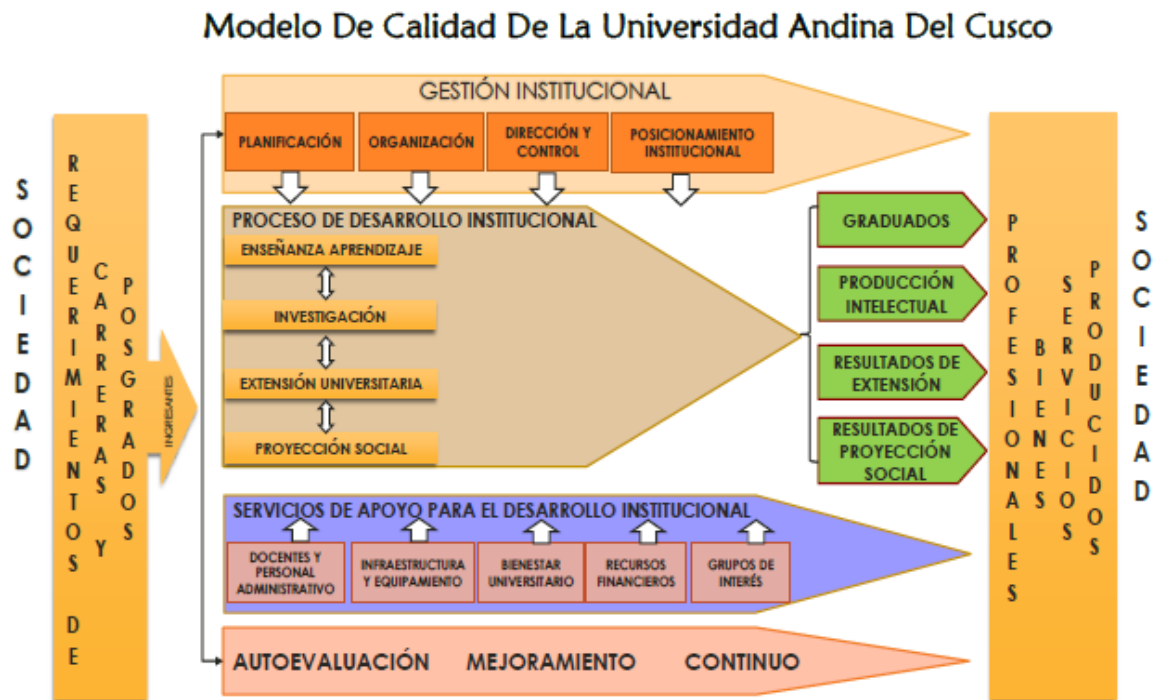 Modelo De Calidad De La Universidad Andina Del Cusco
SOCIEDAD
REQUERIMIENTOS DE
CARRERAS Y
POSGRADOS
INGRESANTES
GESTIÓN INSTITUCIONAL
PLANIFICACIÓN
ORGANIZACIÓN
DIRECCIÓN Y
CONTROL
POSICIONAMIENTO
INSTITUCIONAL
PROCESO DE DESARROLLO INSTITUCIONAL
ENSEÑANZA APRENDIZAJE
INVESTIGACIÓN
EXTENSIÓN UNIVERSITARIA
PROYECCIÓN SOCIAL
GRADUADOS
PRODUCCIÓN
INTELECTUAL
RESULTADOS DE
EXTENSIÓN
RESULTADOS DE
PROYECCIÓN
SOCIAL
SERVICIOS DE APOYO PARA EL DESARROLLO INSTITUCIONAL
DOCENTES Y
PERSONAL
ADMINISTRATIVO
INFRAESTRUCTURA
Y EQUIPAMIENTO
BIENESTAR
UNIVERSITARIO
RECURSOS
FINANCIEROS
GRUPOS DE
INTERÉS
AUTOEVALUACIÓN MEJORAMIENTO CONTINUO
PROFESIONALES
BIENES
SERVICIOS
PRODUCIDOS
SOCIEDAD